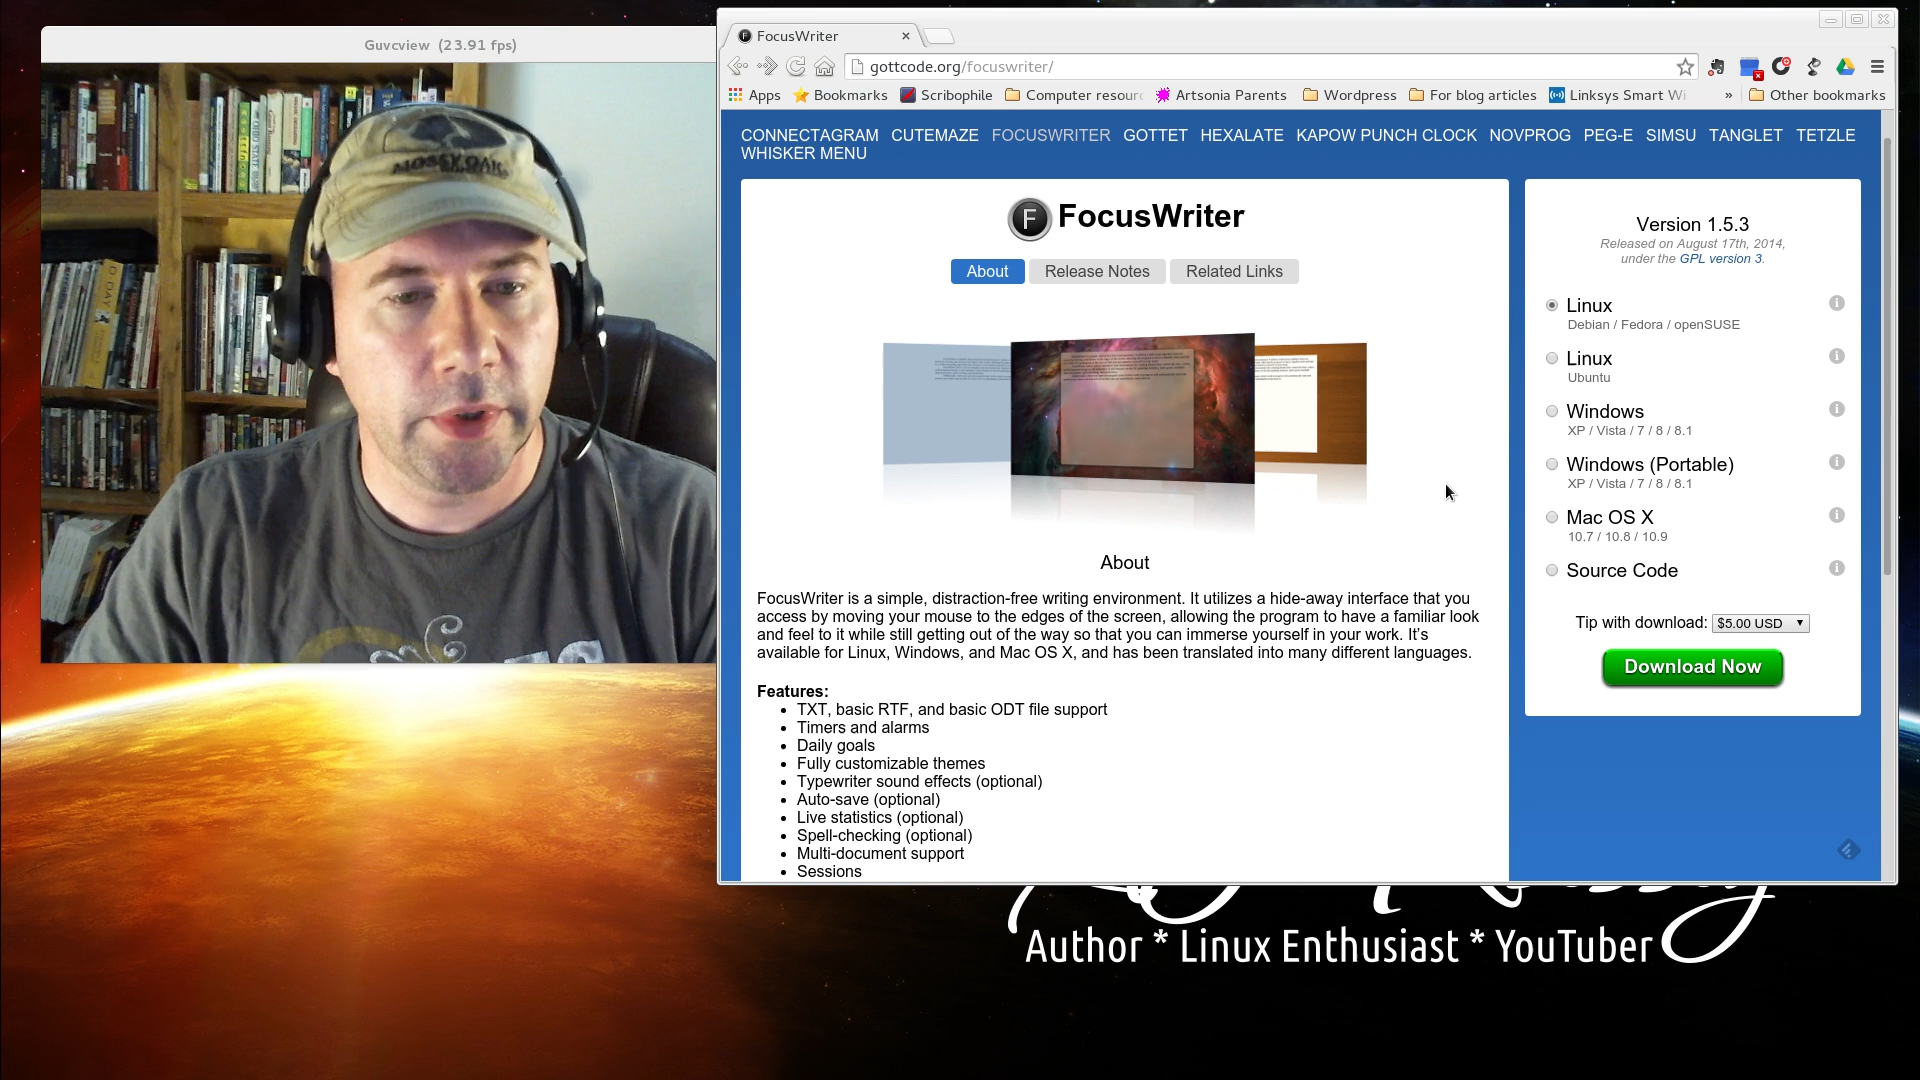 Guvcview (23.91 fps)
MOSSY OAK
FocusWriter
gottcode.org/focuswriter/
Apps Bookmarks Scribophile Computer resour Artsonia Parents Wordpress For blog articles Linksys Smart Wi » Other bookmarks
CONNECTAGRAM CUTEMAZE FOCUSWRITER GOTTET HEXALATE KAPOW PUNCH CLOCK NOVPROG PEG-E SIMSU TANGLET TETZLE
WHISKER MENU
F FocusWriter
About Release Notes Related Links
About
FocusWriter is a simple, distraction-free writing environment. It utilizes a hide-away interface that you
access by moving your mouse to the edges of the screen, allowing the program to have a familiar look
and feel to it while still getting out of the way so that you can immerse yourself in your work. It's
available for Linux, Windows, and Mac OS X, and has been translated into many different languages.
Features:
• TXT, basic RTF, and basic ODT file support
• Timers and alarms
• Daily goals
• Fully customizable themes
• Typewriter sound effects (optional)
• Auto-save (optional)
• Live statistics (optional)
• Spell-checking (optional)
• Multi-document support
• Sessions
Version 1.5.3
Released on August 17th, 2014,
under the GPL version 3.
Linux
Debian / Fedora / openSUSE
Linux
Ubuntu
Windows
XP / Vista / 7 / 8 / 8.1
Windows (Portable)
XP / Vista / 7 / 8 / 8.1
Mac OS X
10.7 / 10.8 / 10.9
Source Code
Tip with download: $5.00 USD
Download Now
Author * Linux Enthusiast * YouTuber